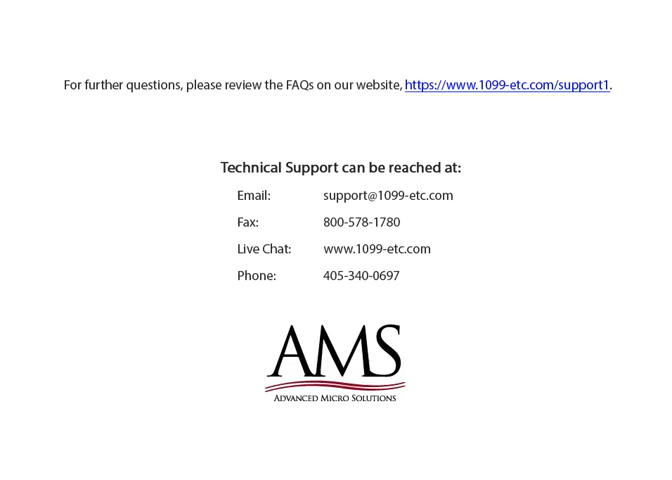 For further questions, please review the FAQs on our website, https://www.1099-etc.com/support1.
Technical Support can be reached at:
Email: support@1099-etc.com
Fax: 800-578-1780
Live Chat: www.1099-etc.com
Phone: 405-340-0697
AMS
Advanced Micro Solutions